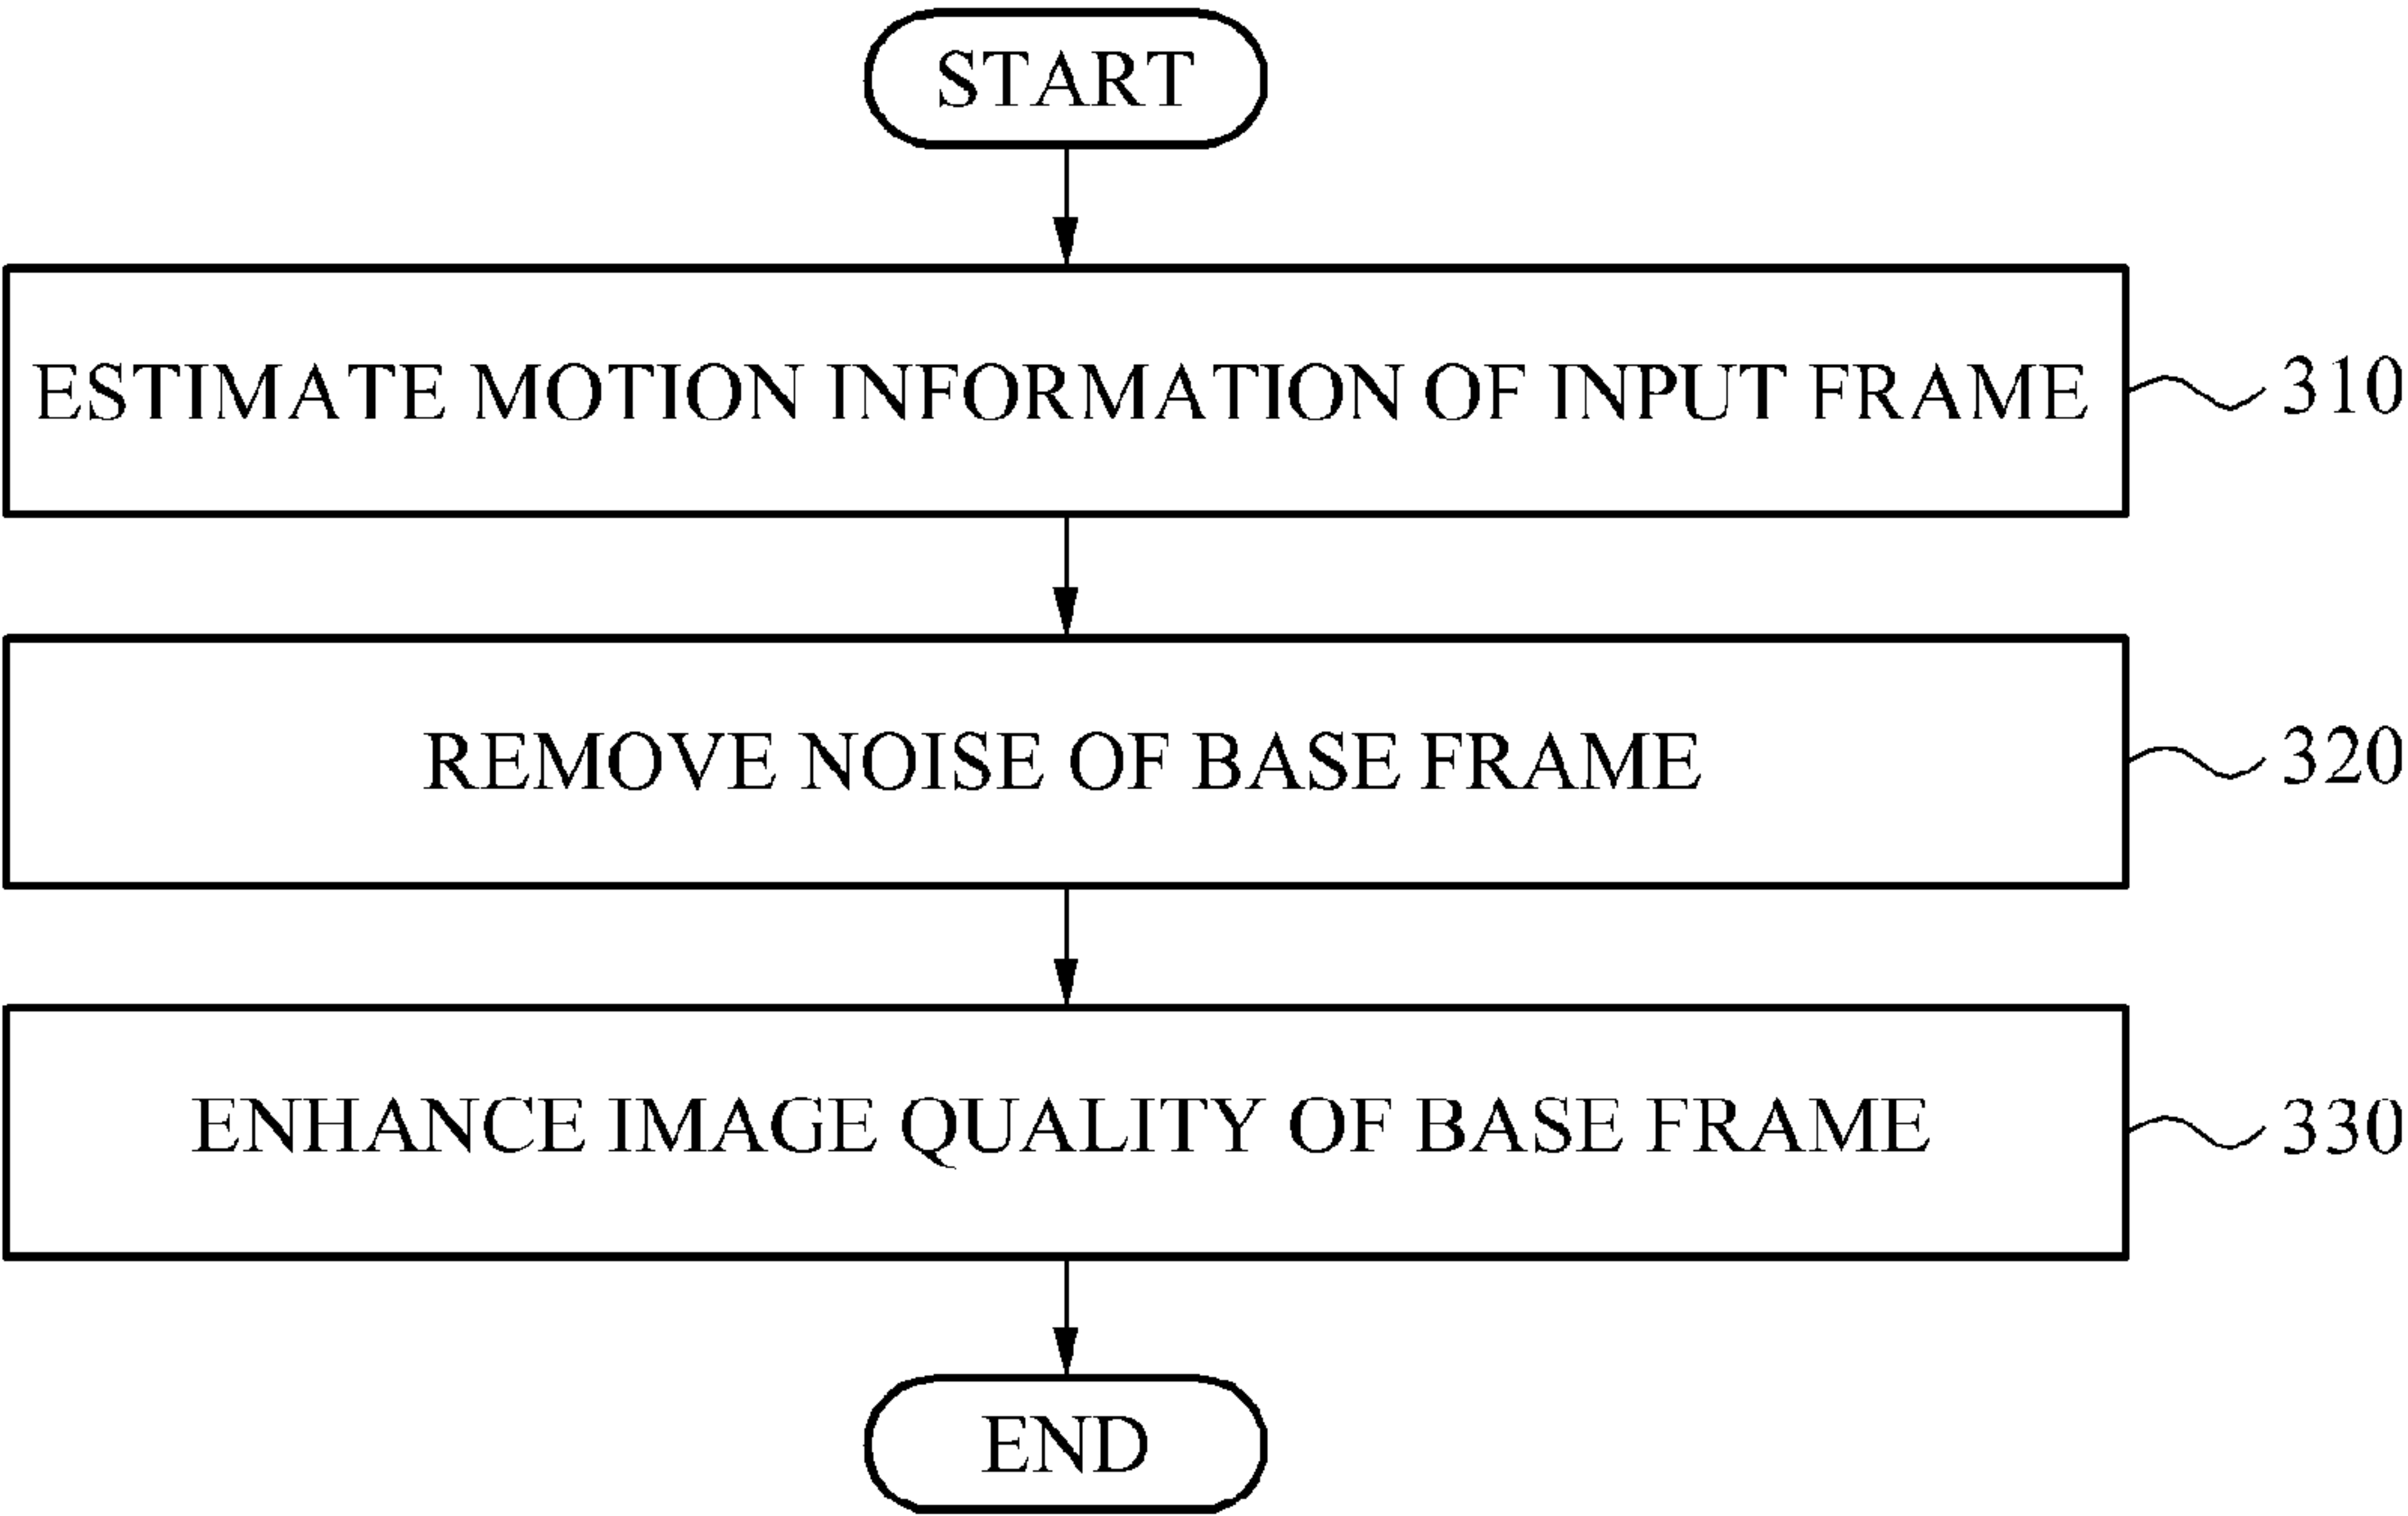 START
ESTIMATE MOTION INFORMATION OF INPUT FRAME
310
REMOVE NOISE OF BASE FRAME
320
ENHANCE IMAGE QUALITY OF BASE FRAME
330
END